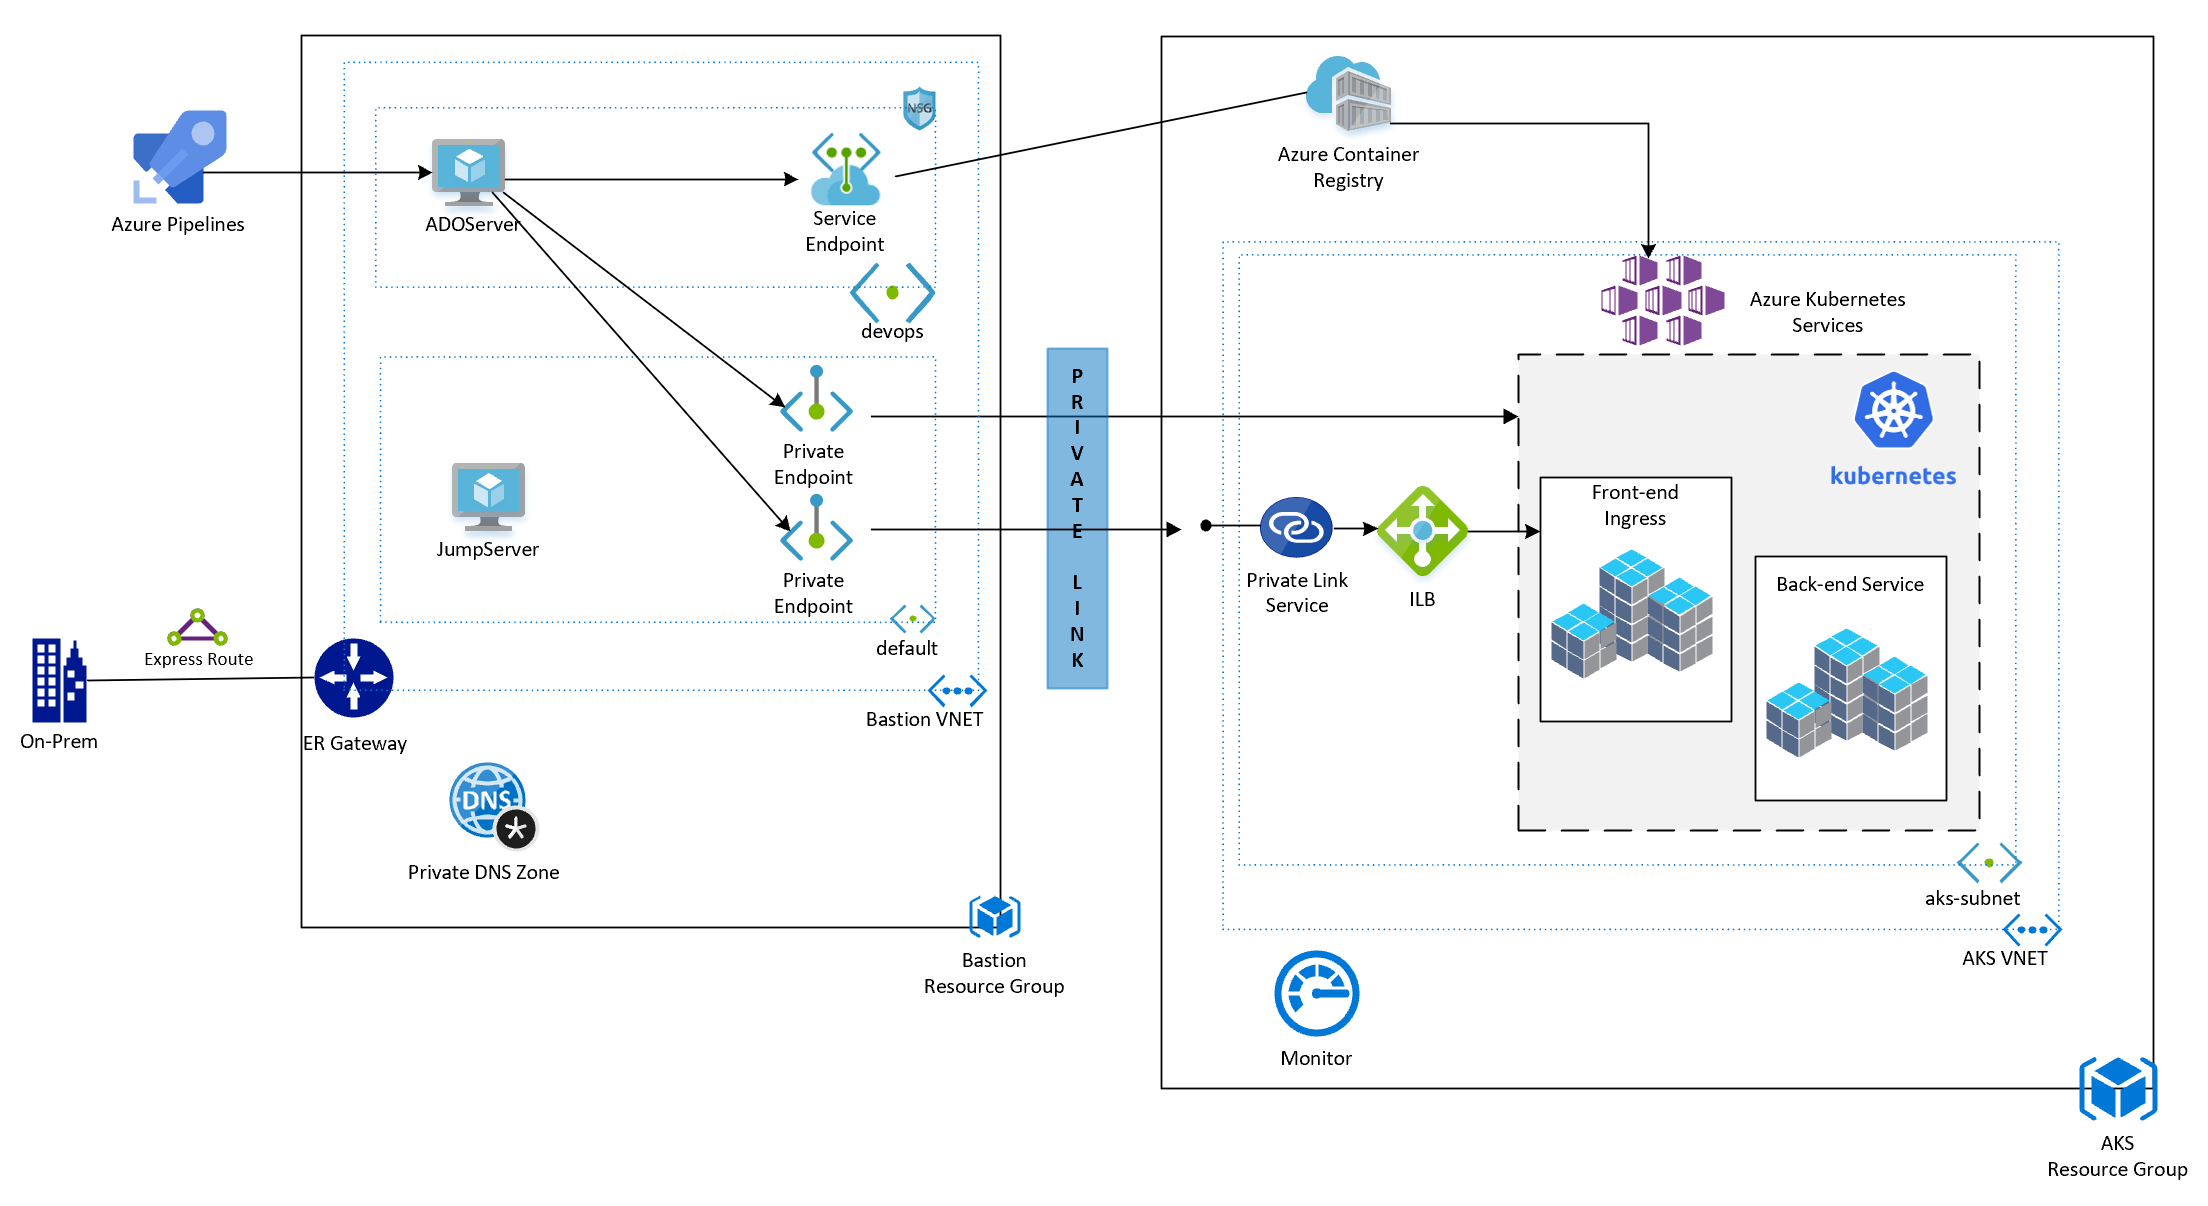 NSG
Azure Pipelines
ADOServer
Service
Endpoint
devops
Azure Container
Registry
Azure Kubernetes
Services
Private
Endpoint
JumpServer
Private
Endpoint
default
P
R
I
V
A
T
E
L
I
N
K
kubernetes
Front-end
Ingress
Back-end Service
Private Link
Service
ILB
Express Route
On-Prem
ER Gateway
Bastion VNET
DNS
Private DNS Zone
Bastion
Resource Group
aks-subnet
AKS VNET
Monitor
AKS
Resource Group